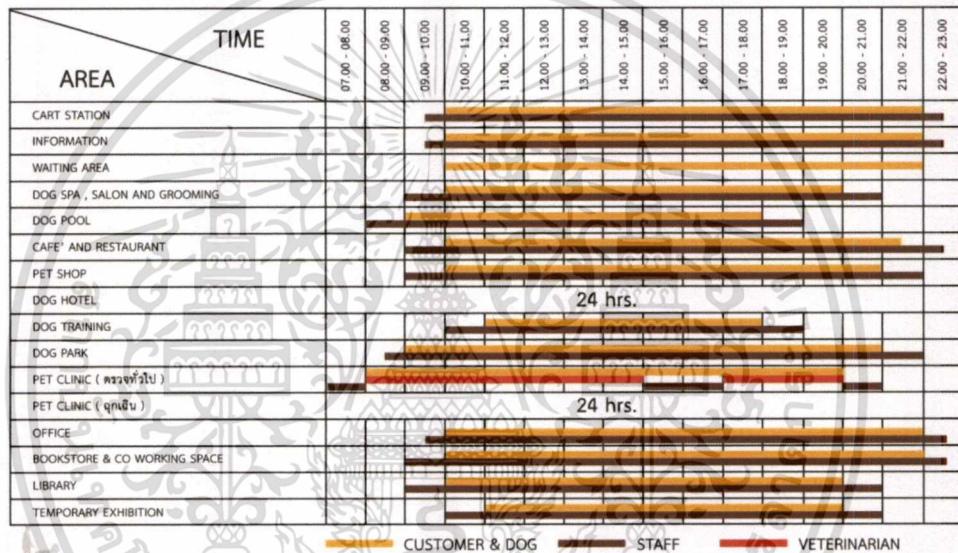 TIME
AREA
07.00 - 08.00
08.00 - 09.00
09.00 - 10.00
10.00 - 11.00
11.00 - 12.00
12.00 - 13.00
13.00 - 14.00
14.00 - 15.00
15.00 - 16.00
16.00 - 17.00
17.00 - 18.00
18.00 - 19.00
19.00 - 20.00
20.00 - 21.00
21.00 - 22.00
22.00 - 23.00
CART STATION
INFORMATION
WAITING AREA
DOG SPA , SALON AND GROOMING
DOG POOL
CAFE' AND RESTAURANT
PET SHOP
DOG HOTEL 24 hrs.
DOG TRAINING
DOG PARK
PET CLINIC ( ตรวจทั่วไป )
PET CLINIC ( ฉุกเฉิน ) 24 hrs.
OFFICE
BOOKSTORE & CO WORKING SPACE
LIBRARY
TEMPORARY EXHIBITION
CUSTOMER & DOG STAFF VETERINARIAN